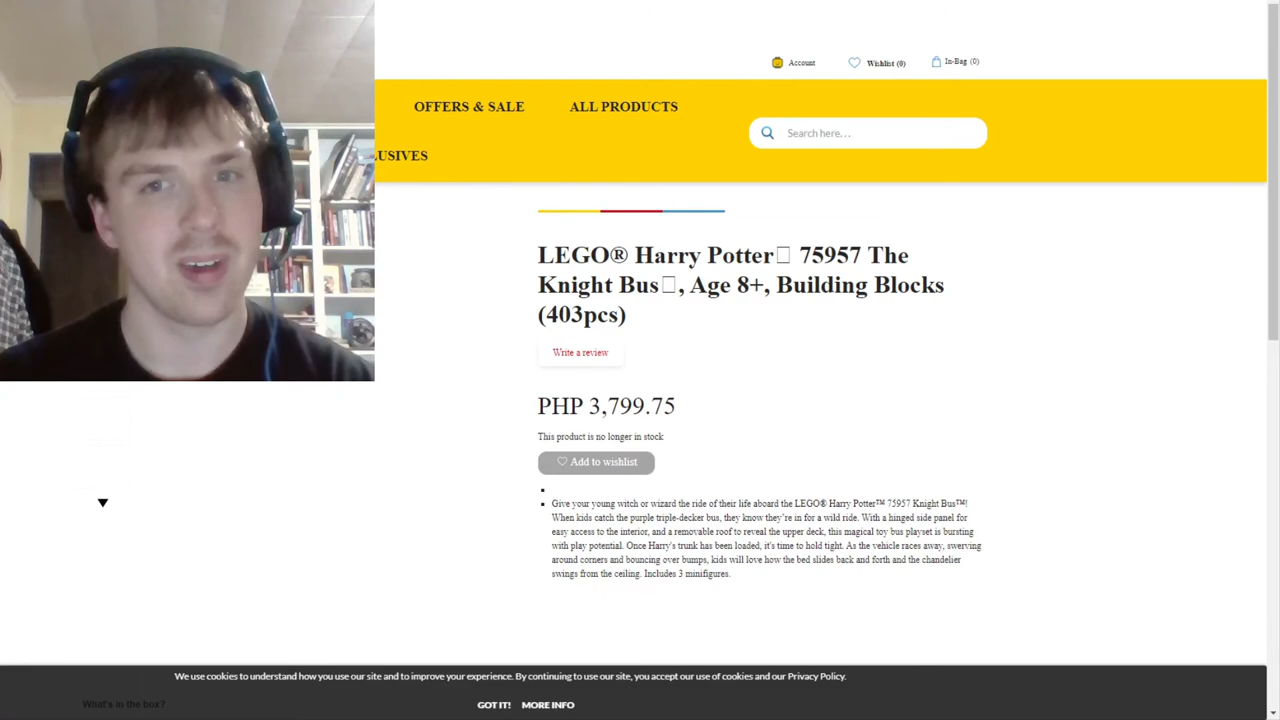 Account
Wishlist (0)
In-Bag (0)
OFFERS & SALE
ALL PRODUCTS
Search here...
LUSIVES
LEGO® Harry Potter 75957 The
Knight Bus, Age 8+, Building Blocks
(403pcs)
Write a review
PHP 3,799.75
This product is no longer in stock
Add to wishlist
Give your young witch or wizard the ride of their life aboard the LEGO® Harry Potter™ 75957 Knight Bus™!
When kids catch the purple triple-decker bus, they know they're in for a wild ride. With a hinged side panel for
easy access to the interior, and a removable roof to reveal the upper deck, this magical toy bus playset is bursting
with play potential. Once Harry's trunk has been loaded, it's time to hold tight. As the vehicle races away, swerving
around corners and bouncing over bumps, kids will love how the bed slides back and forth and the chandelier
swings from the ceiling. Includes 3 minifigures.
We use cookies to understand how you use our site and to improve your experience. By continuing to use our site, you accept our use of cookies and our Privacy Policy.
What's in the box?
GOT IT!
MORE INFO